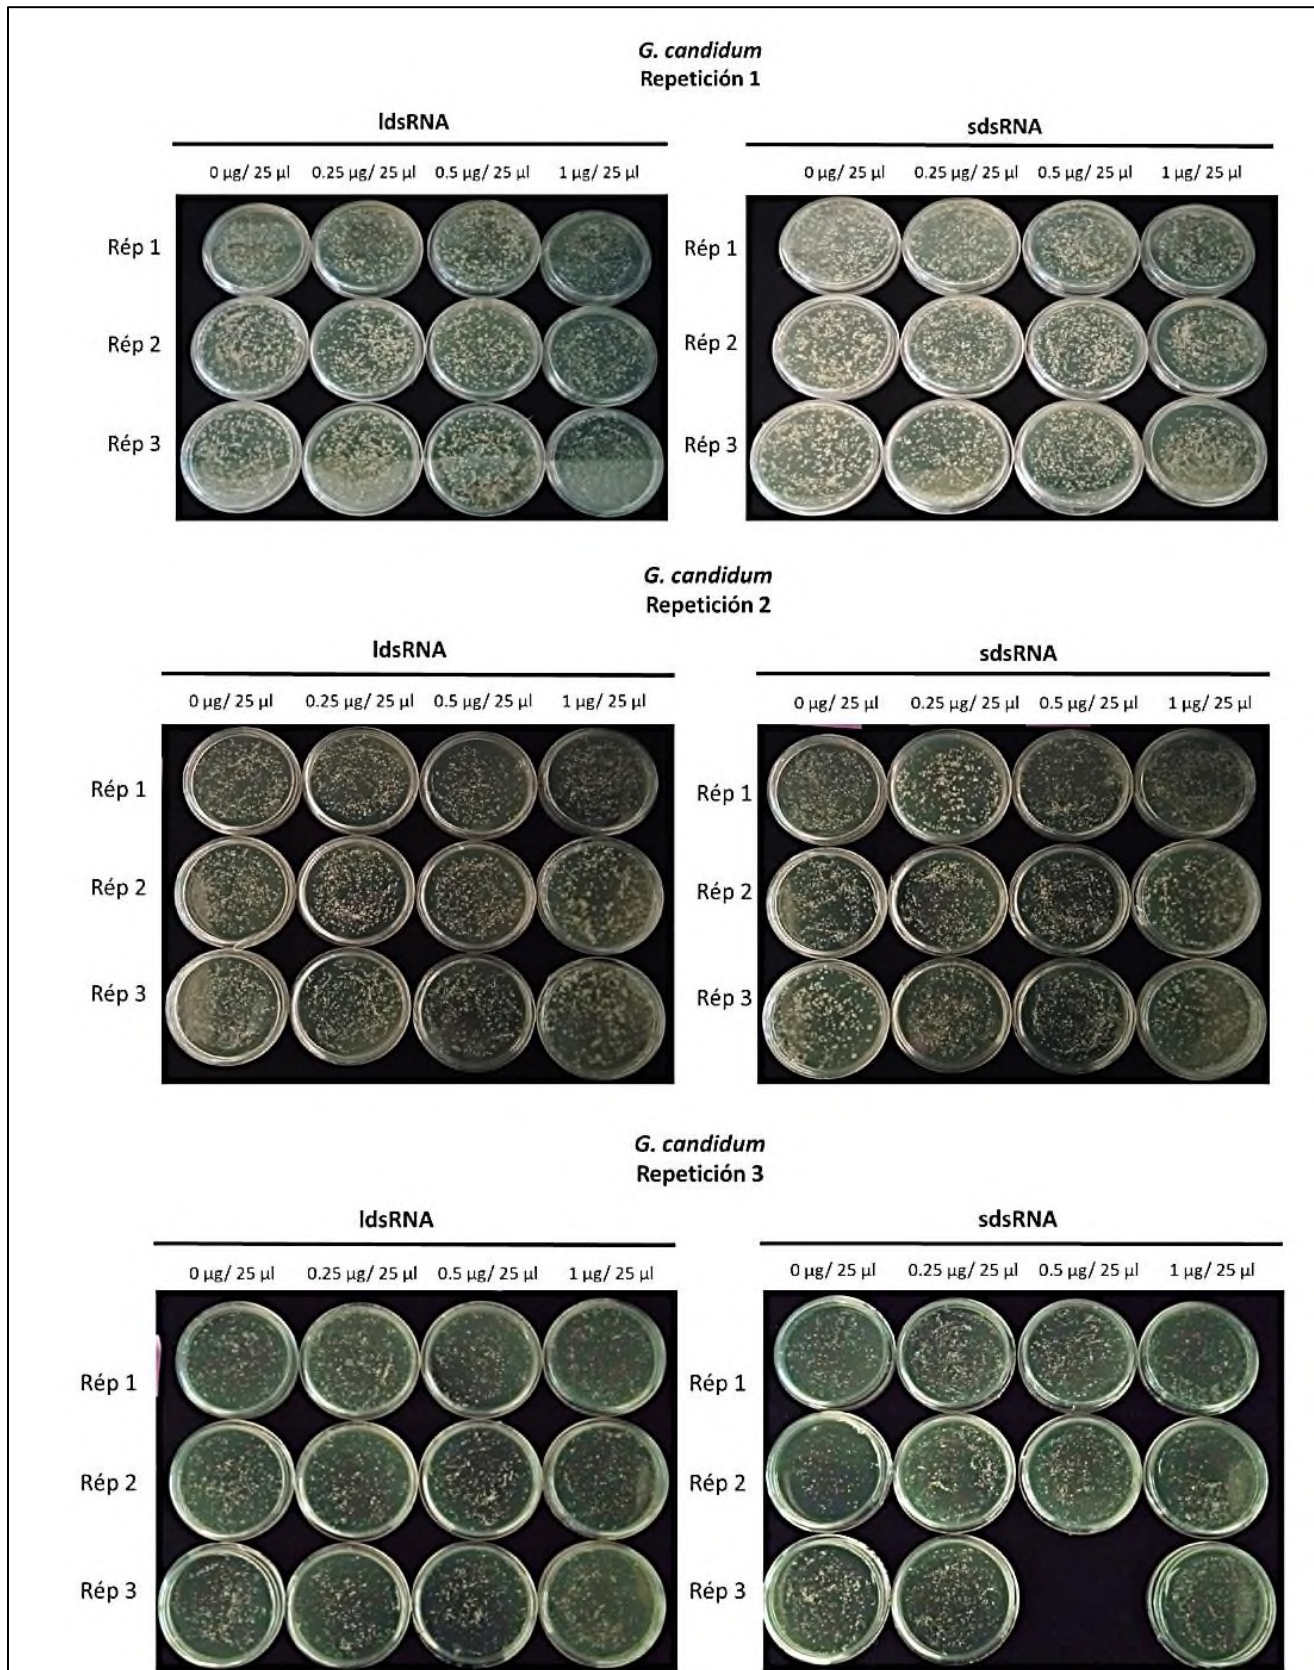 G. candidum
Repetición 1
ldsRNA
sdsRNA
0 µg/ 25 µl 0.25 µg/ 25 µl 0.5 µg/ 25 µl 1 µg/ 25 µl
0 µg/ 25 µl 0.25 µg/ 25 µl 0.5 µg/ 25 µl 1 µg/ 25 µl
Rép 1
Rép 1
Rép 2
Rép 2
Rép 3
Rép 3
G. candidum
Repetición 2
ldsRNA
sdsRNA
0 µg/ 25 µl 0.25 µg/ 25 µl 0.5 µg/ 25 µl 1 µg/ 25 µl
0 µg/ 25 µl 0.25 µg/ 25 µl 0.5 µg/ 25 µl 1 µg/ 25 µl
Rép 1
Rép 1
Rép 2
Rép 2
Rép 3
Rép 3
G. candidum
Repetición 3
ldsRNA
sdsRNA
0 µg/ 25 µl 0.25 µg/ 25 µl 0.5 µg/ 25 µl 1 µg/ 25 µl
0 µg/ 25 µl 0.25 µg/ 25 µl 0.5 µg/ 25 µl 1 µg/ 25 µl
Rép 1
Rép 1
Rép 2
Rép 2
Rép 3
Rép 3